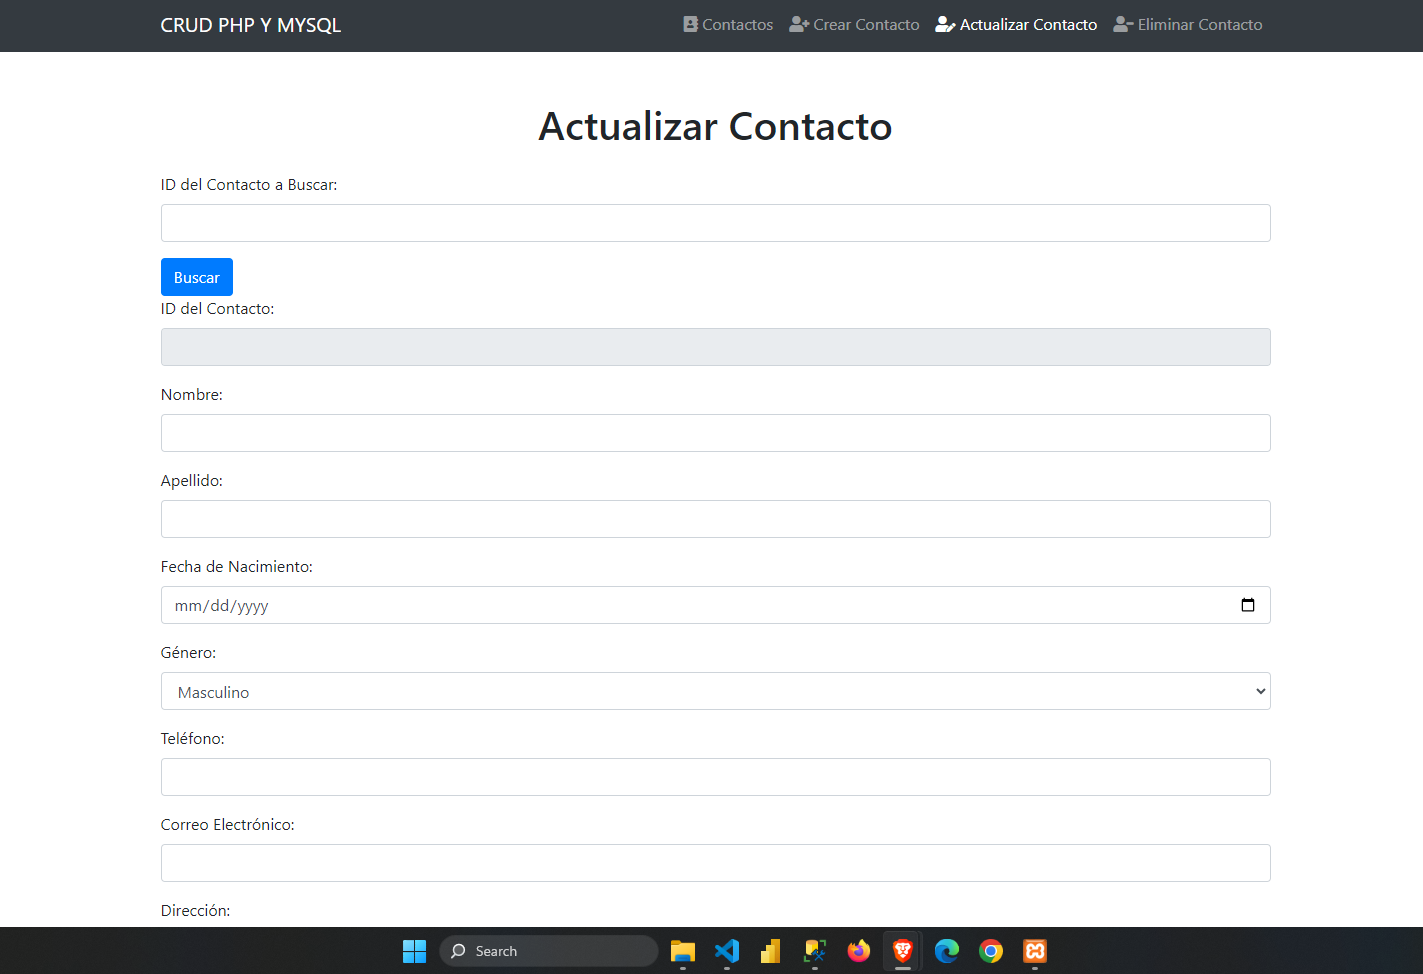 CRUD PHP Y MYSQL
Contactos
Crear Contacto
Actualizar Contacto
Eliminar Contacto
Actualizar Contacto
ID del Contacto a Buscar:
Buscar
ID del Contacto:
Nombre:
Apellido:
Fecha de Nacimiento:
mm/dd/yyyy
Género:
Masculino
Teléfono:
Correo Electrónico:
Dirección:
Search